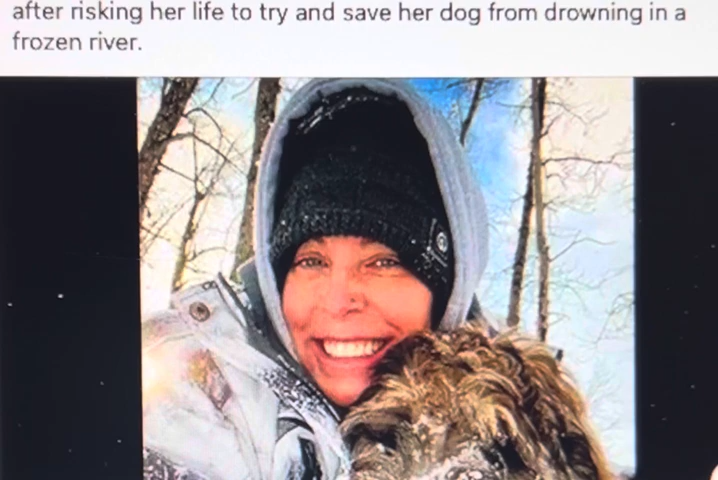 after risking her life to try and save her dog from drowning in a
frozen river.